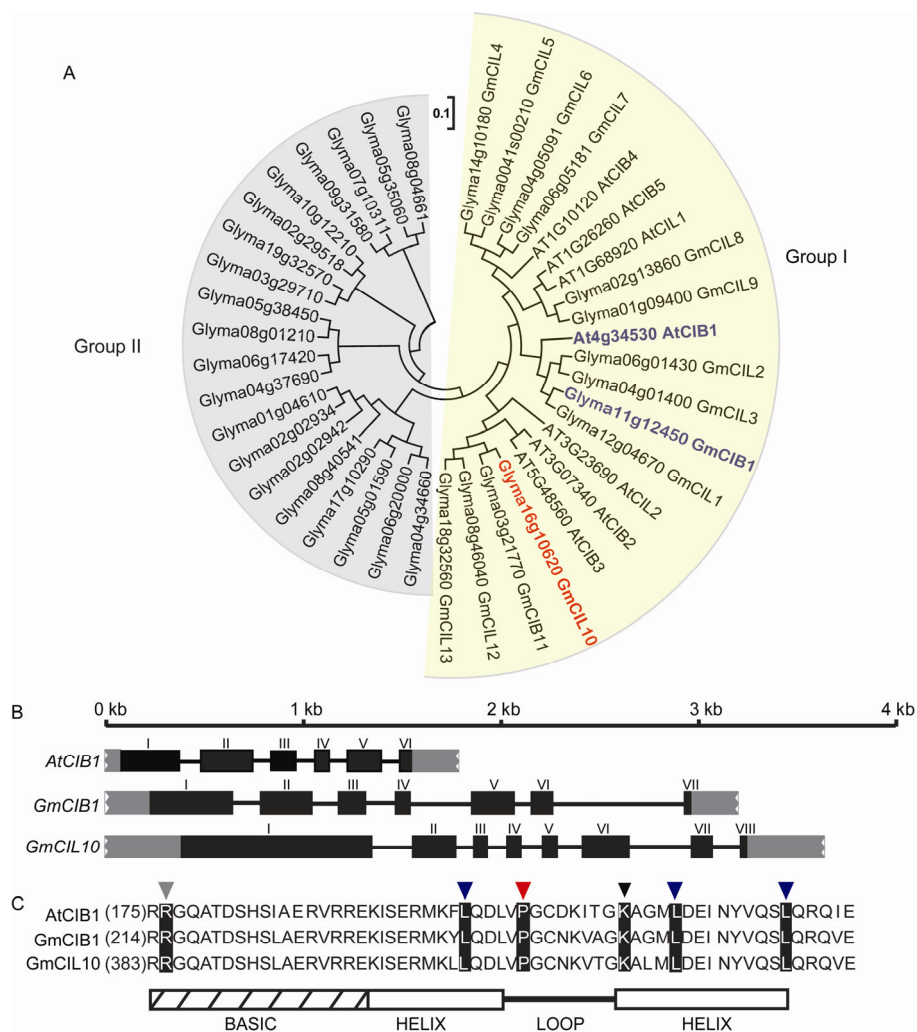 A
0.1
Group I
Group II
Glyma08g04661
Glyma05g35060
Glyma07g10311
Glyma09g31580
Glyma10g12210
Glyma02g29518
Glyma19g32570
Glyma03g29710
Glyma05g38450
Glyma08g01210
Glyma06g17420
Glyma04g37690
Glyma01g04610
Glyma02g02934
Glyma02g02942
Glyma08g40541
Glyma17g10290
Glyma05g01590
Glyma06g20000
Glyma04g34660
Glyma14g10180 GmCIL4
Glyma0041s00210 GmCIL5
Glyma04g05091 GmCIL6
Glyma06g05181 GmCIL7
AT1G10120 AtCIB4
AT1G26260 AtCIB5
AT1G68920 AtCIL1
Glyma02g13860 GmCIL8
Glyma01g09400 GmCIL9
At4g34530 AtCIB1
Glyma06g01430 GmCIL2
Glyma04g01400 GmCIL3
Glyma11g12450 GmCIB1
Glyma12g04670 GmCIL1
AT3G23690 AtCIL2
AT3G07340 AtCIB2
AT5G48560 AtCIB3
Glyma16g10620 GmCIL10
Glyma03g21770 GmCIB11
Glyma08g46040 GmCIL12
Glyma18g32560 GmCIL13
B
0 kb 1 kb 2 kb 3 kb 4 kb
I II III IV V VI
AtCIB1
I II III IV V VI VII
GmCIB1
I II III IV V VI VII VIII
GmCIL10
C
AtCIB1 (175)RRGQATDSHSIAERVRREKISERMKFLQDLVPGCDKITGKAGMLDEINYVQSLQRQIE
GmCIB1 (214)RRGQATDSHSLAERVRREKISERMKYLQDLVPGCNKVAGKAGMLDEINYVQSLQRQVE
GmCIL10 (383)RRGQATDSHSLAERVRREKISERMKLLQDLVPGCNKVTGKALMLDEINYVQSLQRQVE
BASIC HELIX LOOP HELIX